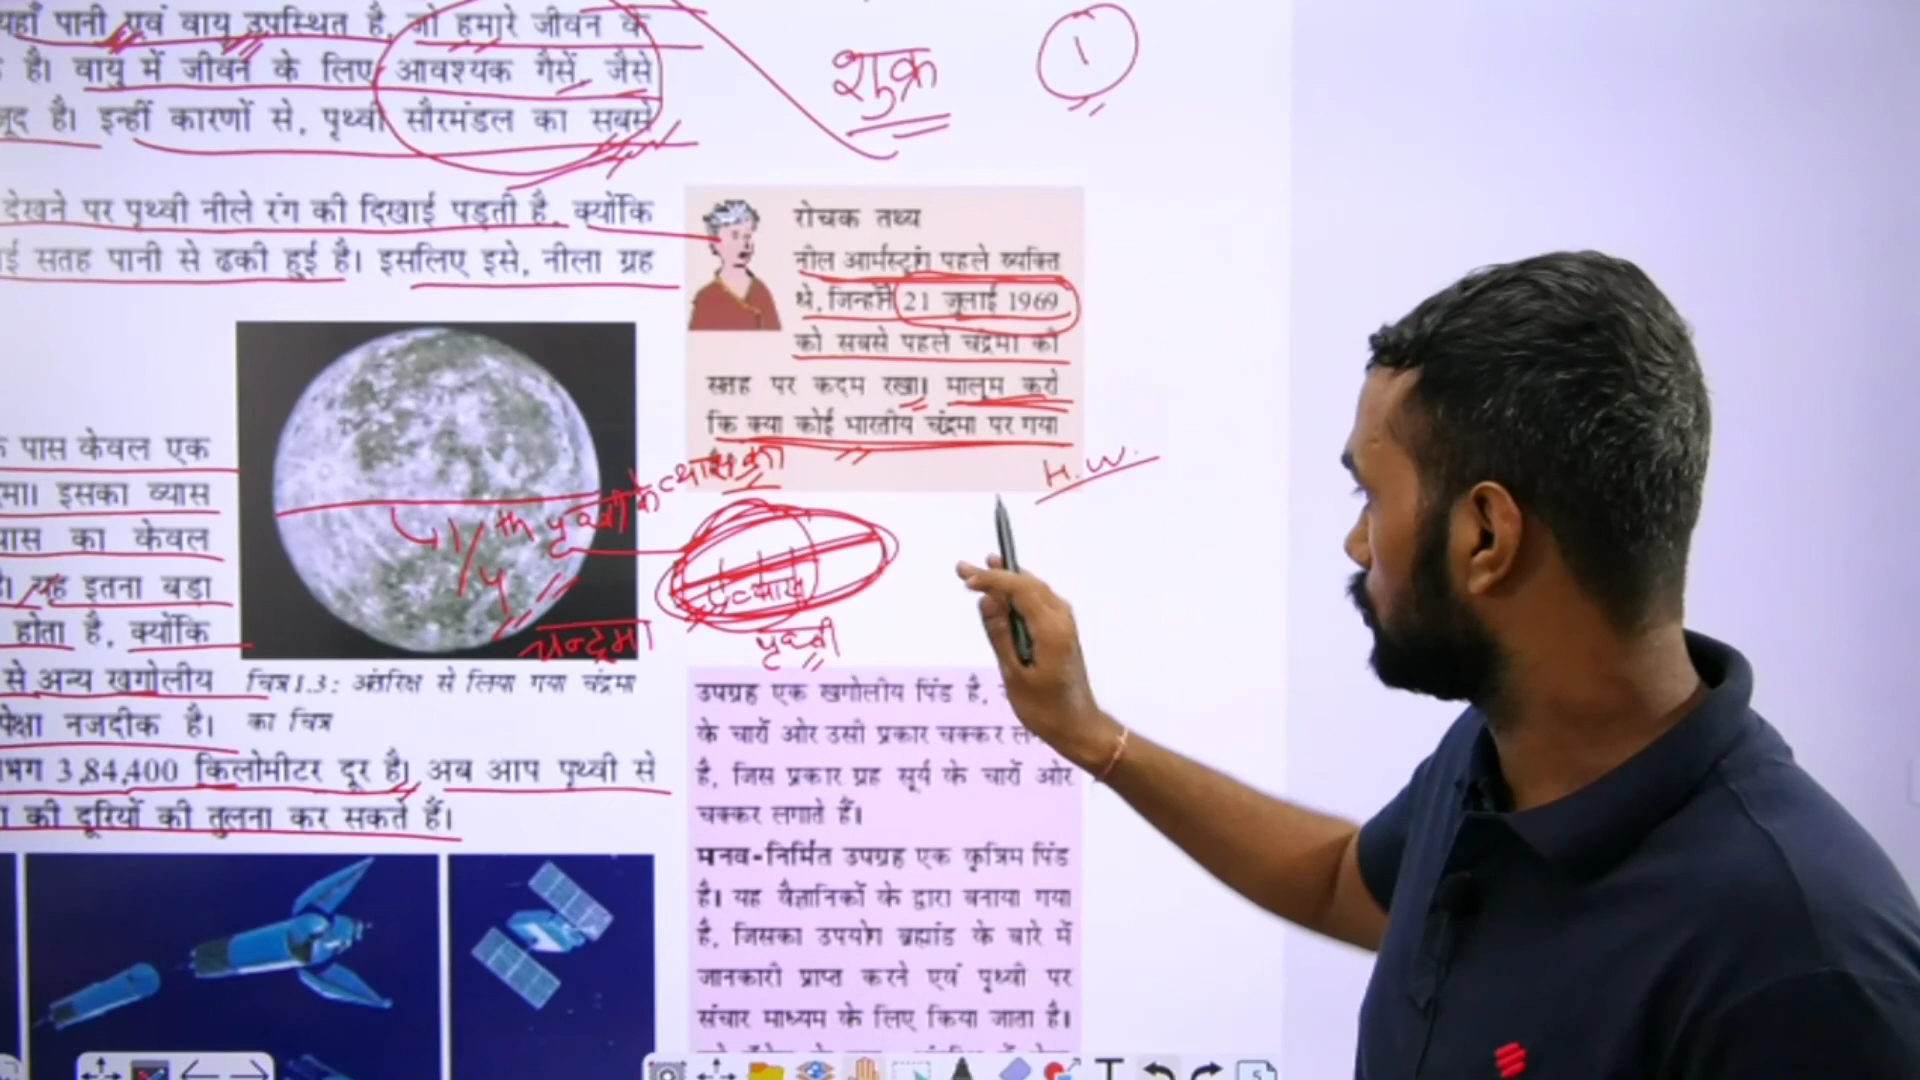 यहाँ पानी एवं वायु उपस्थित है, जो हमारे जीवन के
है। वायु में जीवन के लिए आवश्यक गैसें, जैसे
है। इन्हीं कारणों से, पृथ्वी सौरमंडल का सबसे
देखने पर पृथ्वी नीले रंग की दिखाई पड़ती है, क्योंकि
सतह पानी से ढकी हुई है। इसलिए इसे, नीला ग्रह
पास केवल एक
इसका व्यास
का केवल
यह इतना बड़ा
होता है, क्योंकि
से अन्य खगोलीय
नजदीक है।
3,84,400 किलोमीटर दूर है। अब आप पृथ्वी से
की दूरियों की तुलना कर सकते हैं।
चित्र 1.3 : अंतरिक्ष से लिया गया चंद्रमा
का चित्र
1/4 th पृथ्वी के व्यास का
चन्द्रमा
शुक्र
1
रोचक तथ्य
नील आर्मस्ट्रांग पहले व्यक्ति
थे, जिन्होंने 21 जुलाई 1969
को सबसे पहले चंद्रमा की
सतह पर कदम रखा। मालूम करो
कि क्या कोई भारतीय चंद्रमा पर गया
H.W.
व्यास
पृथ्वी
उपग्रह एक खगोलीय पिंड है,
के चारों ओर उसी प्रकार चक्कर
है, जिस प्रकार ग्रह सूर्य के चारों ओर
चक्कर लगाते हैं।
मनव-निर्मित उपग्रह एक कृत्रिम पिंड
है। यह वैज्ञानिकों के द्वारा बनाया गया
है, जिसका उपयोग ब्रह्मांड के बारे में
जानकारी प्राप्त करने एवं पृथ्वी पर
संचार माध्यम के लिए किया जाता है।